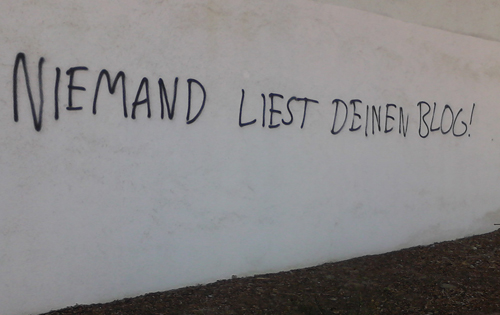 NIEMAND LIEST DEINEN BLOG!